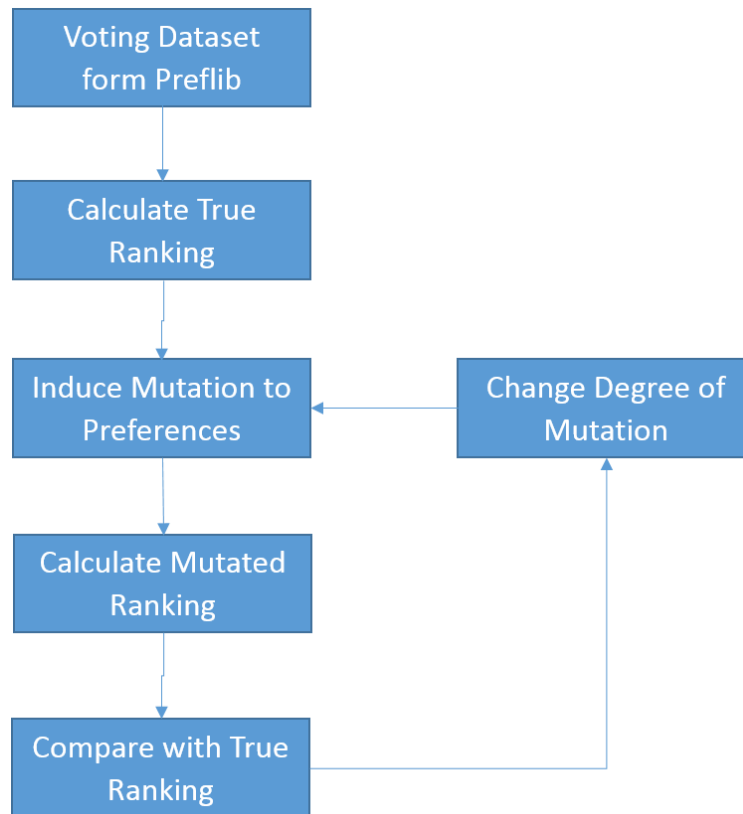 Voting Dataset
form Preflib
Calculate True
Ranking
Induce Mutation to
Preferences
Change Degree of
Mutation
Calculate Mutated
Ranking
Compare with True
Ranking